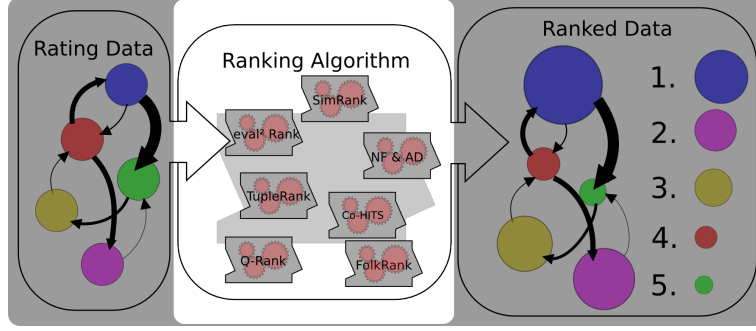 Rating Data
Ranking Algorithm
SimRank
eval² Rank
NF & AD
TupleRank
Co-HITS
Q-Rank
FolkRank
Ranked Data
1.
2.
3.
4.
5.